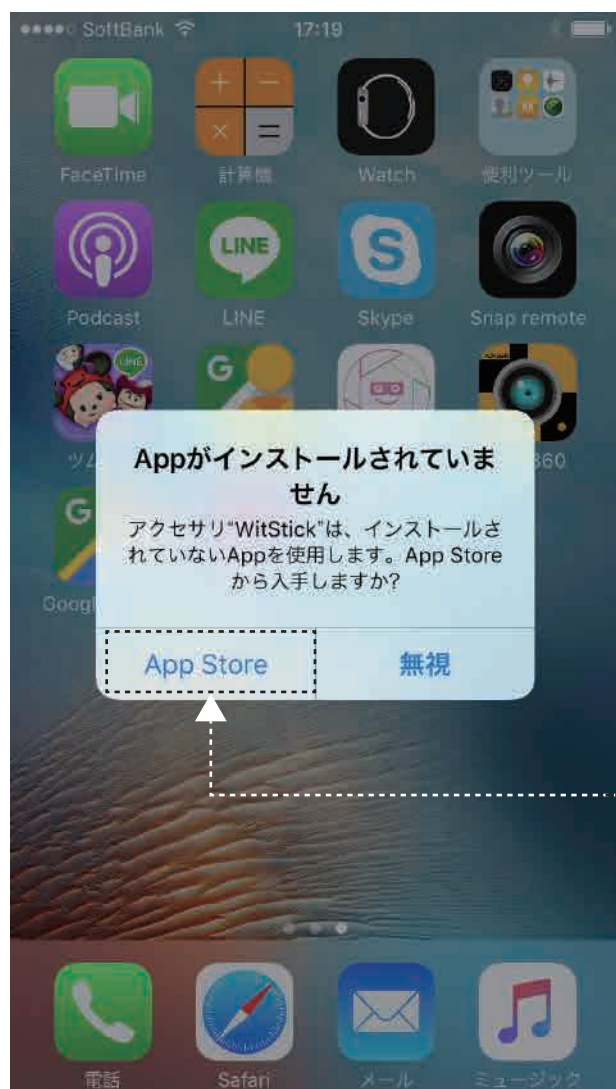 SoftBank 17:19
FaceTime 計算機 Watch 便利ツール
LINE
Podcast LINE Skype Snap remote
LINE
G
ツム
360
G
Appがインストールされていま
せん
アクセサリ“WitStick”は、インストールさ
れていないAppを使用します。App Store
から入手しますか?
App Store 無視
電話 Safari メール ミュージック